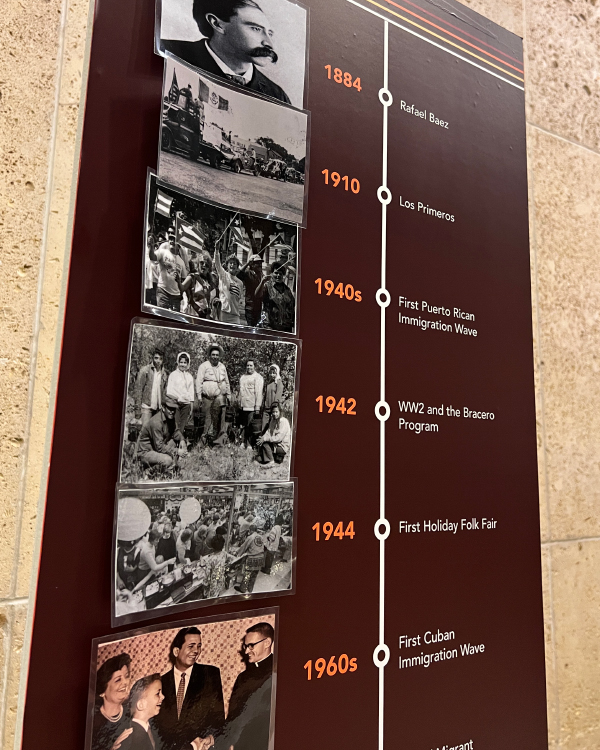 1884
Rafael Baez
1910
Los Primeros
1940s
First Puerto Rican
Immigration Wave
1942
WW2 and the Bracero
Program
1944
First Holiday Folk Fair
1960s
First Cuban
Immigration Wave
Migrant